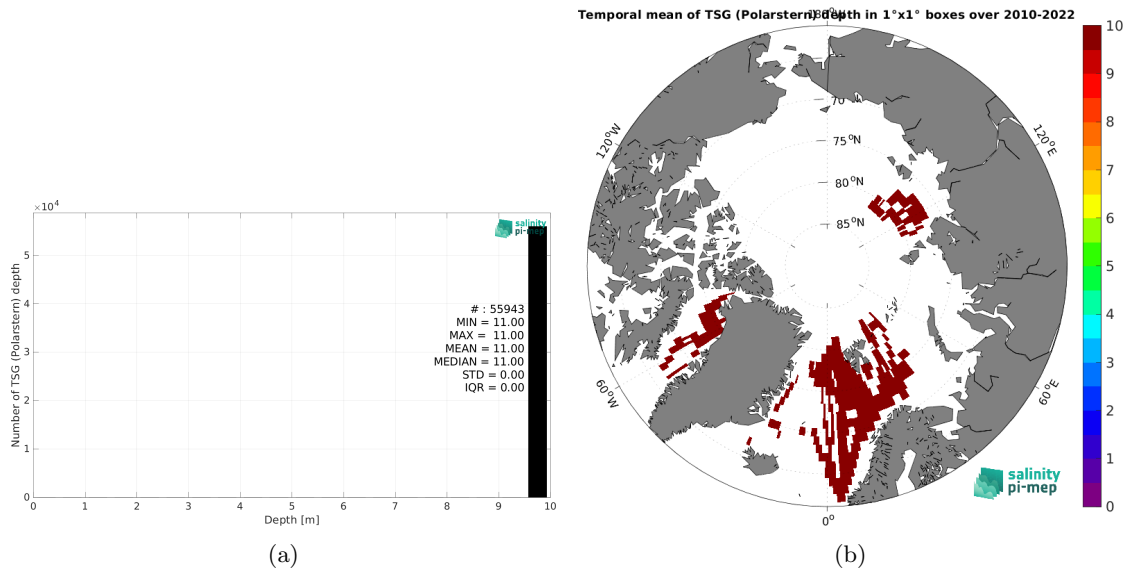 Temporal mean of TSG (Polarstern) depth in 1°x1° boxes over 2010-2022
180°W
70°N
75°N
80°N
85°N
120°W
120°E
60°W
60°E
0°
10
9
8
7
6
5
4
3
2
1
0
salinity
pi-mep
×10⁴
salinity
pi-mep
5
4
3
2
1
0
Number of TSG (Polarstern) depth
# : 55943
MIN = 11.00
MAX = 11.00
MEAN = 11.00
MEDIAN = 11.00
STD = 0.00
IQR = 0.00
0 1 2 3 4 5 6 7 8 9 10
Depth [m]
(a)
(b)